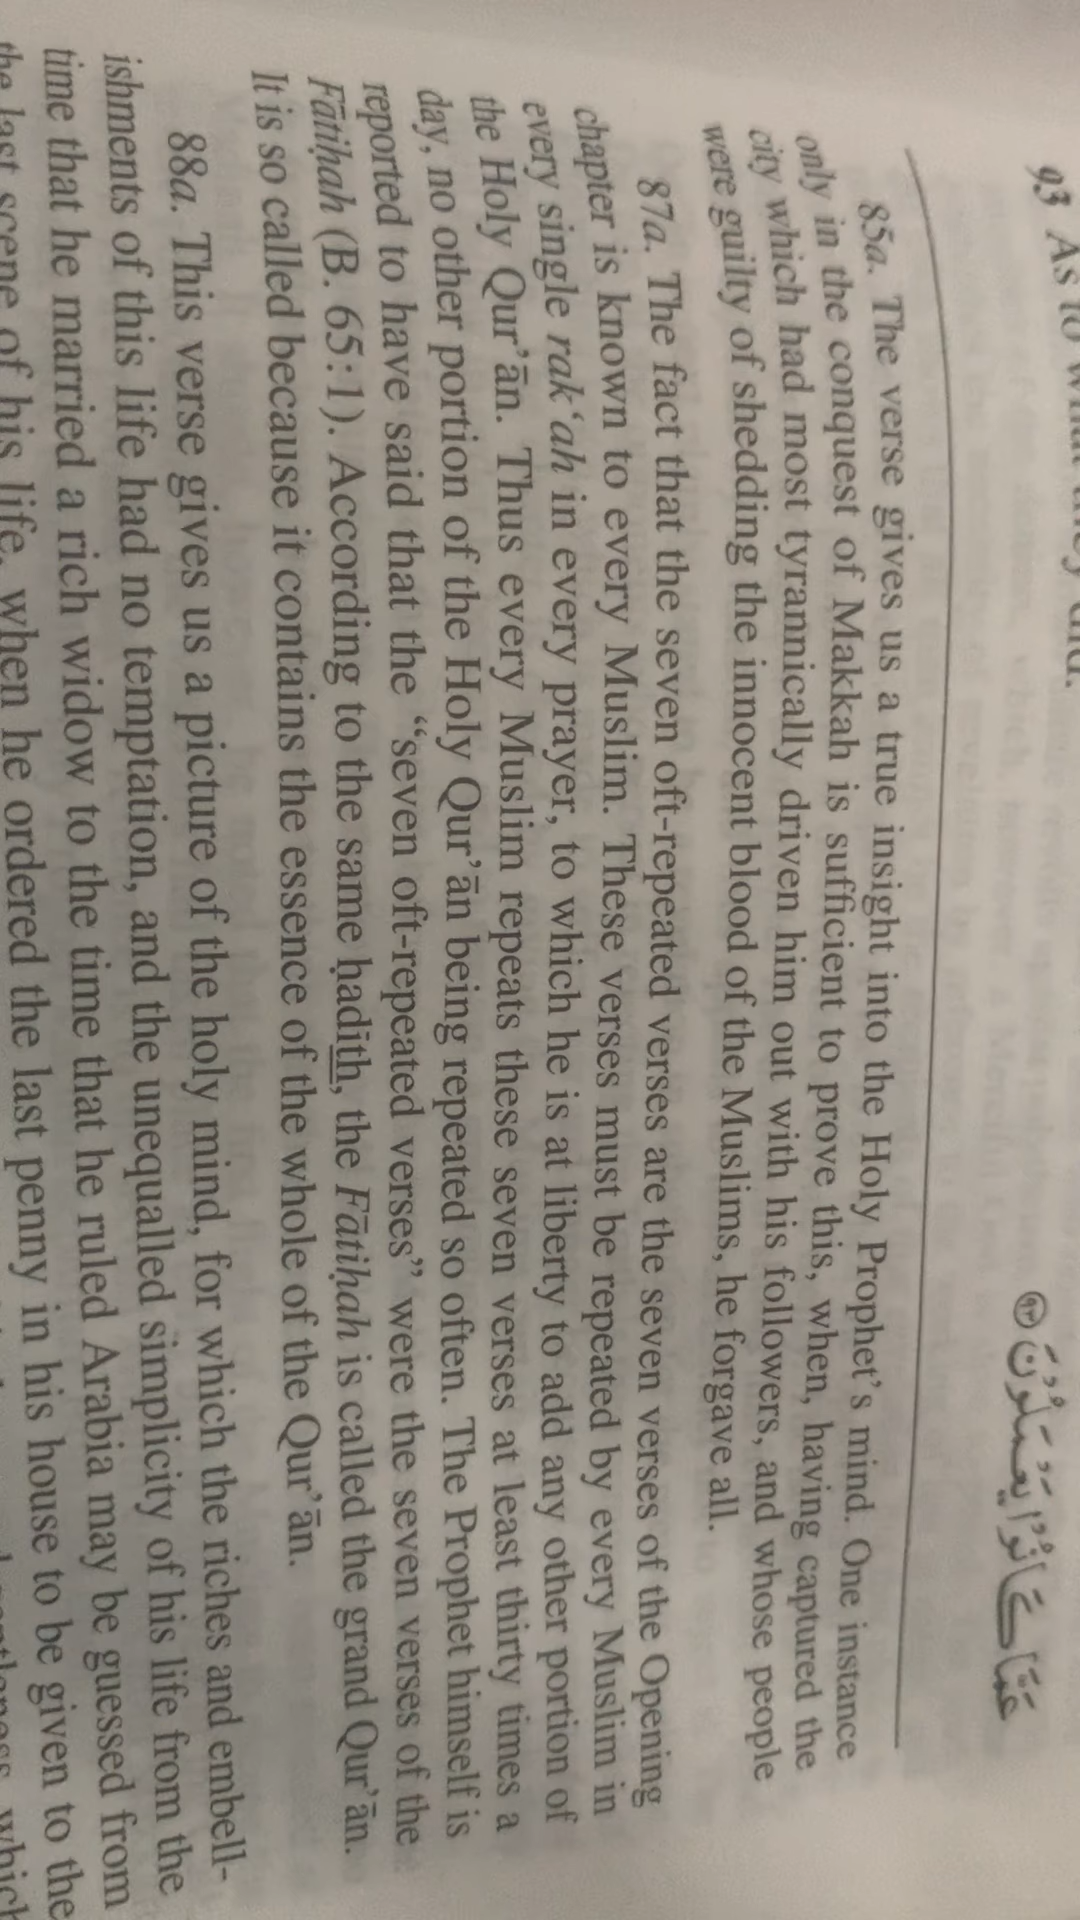 93 As to what they did.
عَمَّا كَانُوْا يَعْمَلُوْنَ ۝٩٣
85a. The verse gives us a true insight into the Holy Prophet's mind. One instance
only in the conquest of Makkah is sufficient to prove this, when, having captured the
city which had most tyrannically driven him out with his followers, and whose people
were guilty of shedding the innocent blood of the Muslims, he forgave all.
87a. The fact that the seven oft-repeated verses are the seven verses of the Opening
chapter is known to every Muslim. These verses must be repeated by every Muslim in
every single rak‘ah in every prayer, to which he is at liberty to add any other portion of
the Holy Qur’ān. Thus every Muslim repeats these seven verses at least thirty times a
day, no other portion of the Holy Qur’ān being repeated so often. The Prophet himself is
reported to have said that the “seven oft-repeated verses” were the seven verses of the
Fātiḥah (B. 65:1). According to the same ḥadīth, the Fātiḥah is called the grand Qur’ān.
It is so called because it contains the essence of the whole of the Qur’ān.
88a. This verse gives us a picture of the holy mind, for which the riches and embell-
ishments of this life had no temptation, and the unequalled simplicity of his life from the
time that he married a rich widow to the time that he ruled Arabia may be guessed from
the last scene of his life, when he ordered the last penny in his house to be given to the